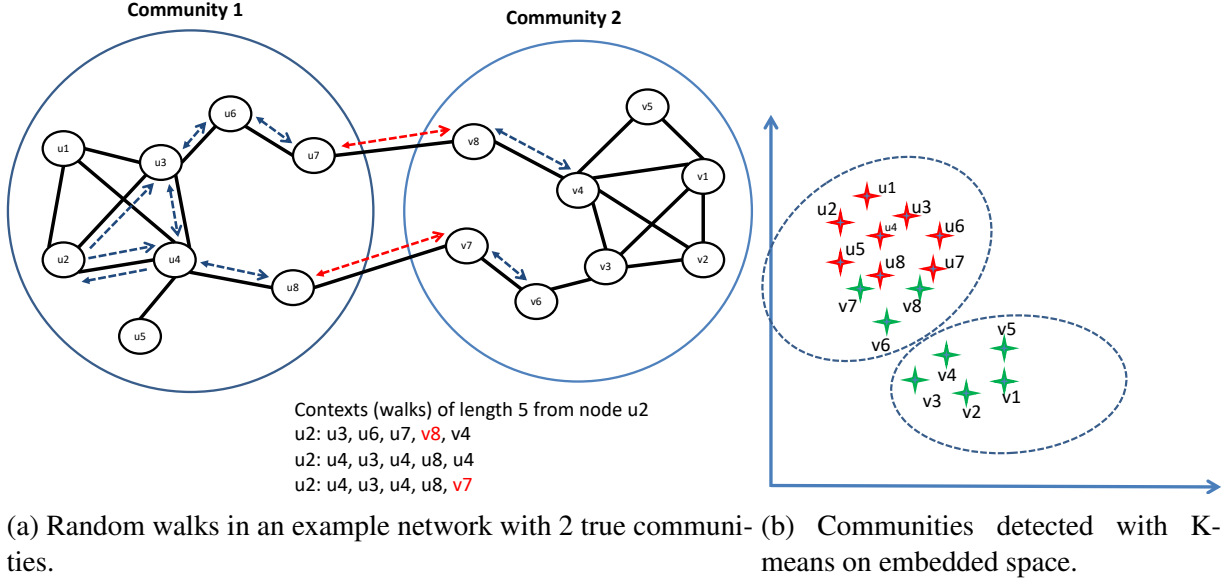 Community 1
Community 2
u6
v5
u7
v8
u1
u3
v4
v1
u2
u4
v7
v3
v2
u8
v6
u5
Contexts (walks) of length 5 from node u2
u2: u3, u6, u7, v8, v4
u2: u4, u3, u4, u8, u4
u2: u4, u3, u4, u8, v7
u1
u2
u3
u4
u6
u5
u8
u7
v7
v8
v6
v5
v4
v3
v2
v1
(a) Random walks in an example network with 2 true communi-
ties.
(b) Communities detected with K-
means on embedded space.